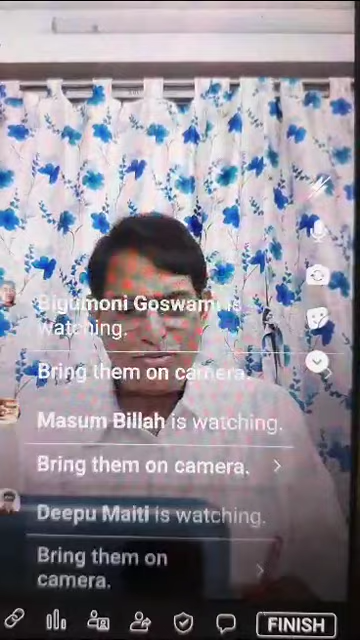 Bigumoni Goswami is
watching.
Bring them on camera.
Masum Billah is watching.
Bring them on camera.
Deepu Maiti is watching.
Bring them on
camera.
FINISH